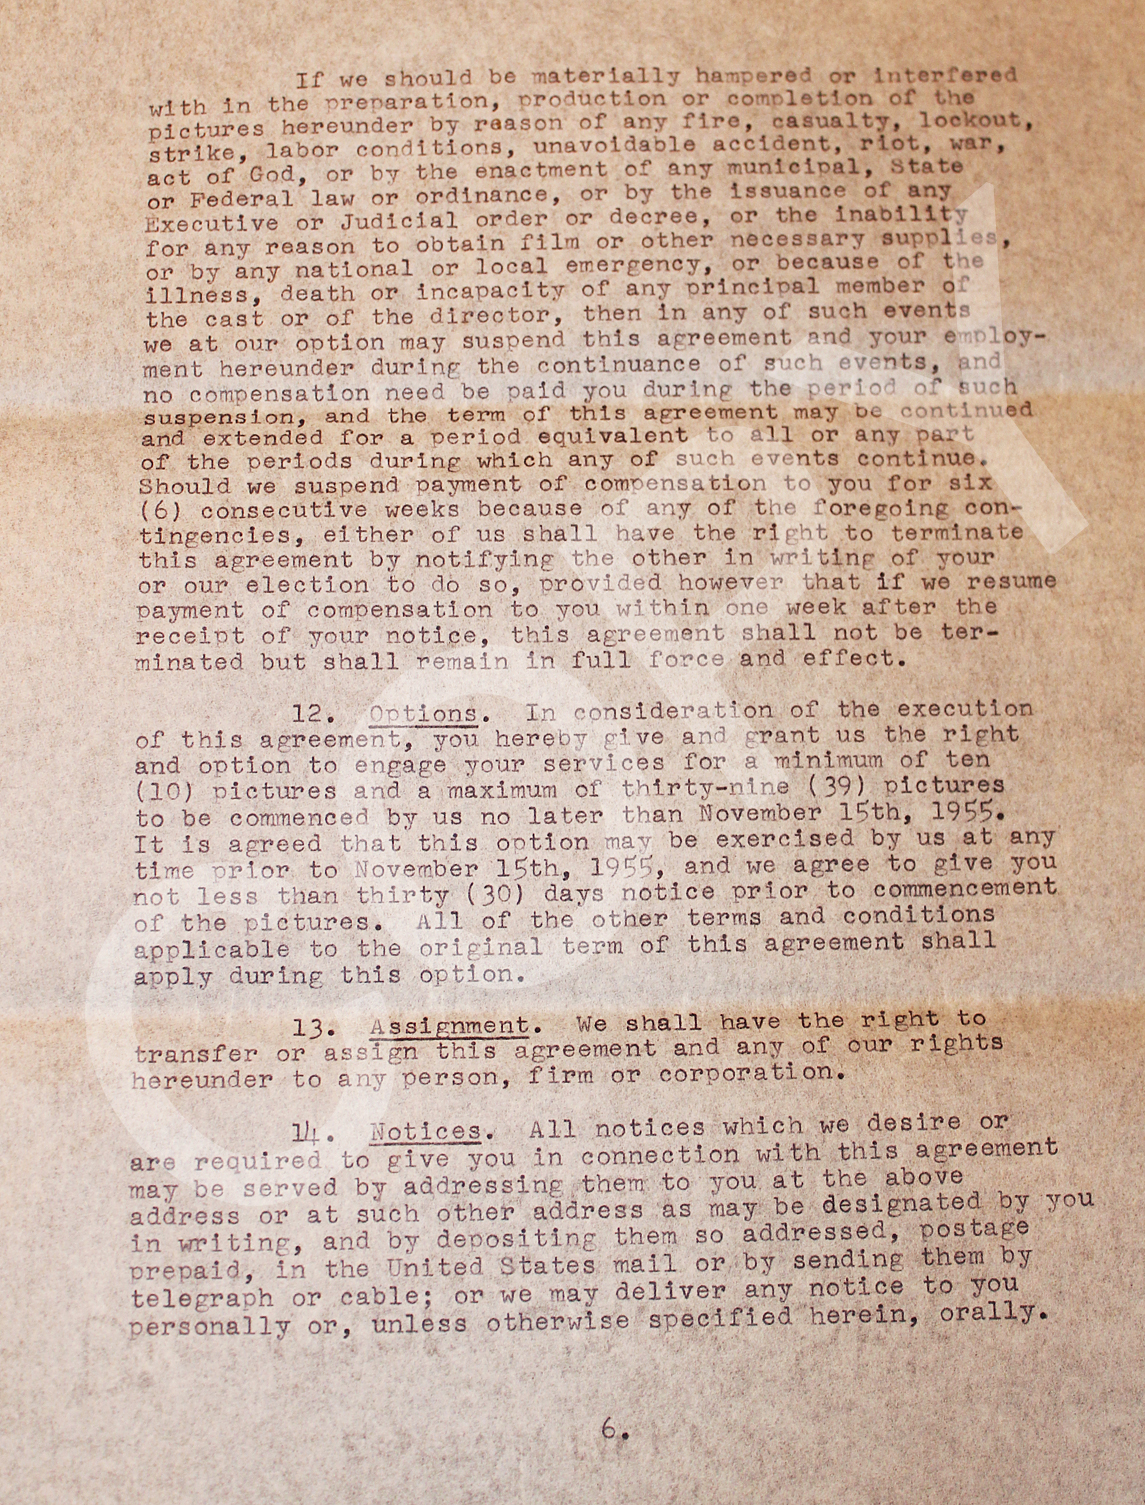 If we should be materially hampered or interfered
with in the preparation, production or completion of the
pictures hereunder by reason of any fire, casualty, lockout,
strike, labor conditions, unavoidable accident, riot, war,
act of God, or by the enactment of any municipal, State
or Federal law or ordinance, or by the issuance of any
Executive or Judicial order or decree, or the inability
for any reason to obtain film or other necessary supplies,
or by any national or local emergency, or because of the
illness, death or incapacity of any principal member of
the cast or of the director, then in any of such events
we at our option may suspend this agreement and your employ-
ment hereunder during the continuance of such events, and
no compensation need be paid you during the period of such
suspension, and the term of this agreement may be continued
and extended for a period equivalent to all or any part
of the periods during which any of such events continue.
Should we suspend payment of compensation to you for six
(6) consecutive weeks because of any of the foregoing con-
tingencies, either of us shall have the right to terminate
this agreement by notifying the other in writing of your
or our election to do so, provided however that if we resume
payment of compensation to you within one week after the
receipt of your notice, this agreement shall not be ter-
minated but shall remain in full force and effect.
12. Options. In consideration of the execution
of this agreement, you hereby give and grant us the right
and option to engage your services for a minimum of ten
(10) pictures and a maximum of thirty-nine (39) pictures
to be commenced by us no later than November 15th, 1955.
It is agreed that this option may be exercised by us at any
time prior to November 15th, 1955, and we agree to give you
not less than thirty (30) days notice prior to commencement
of the pictures. All of the other terms and conditions
applicable to the original term of this agreement shall
apply during this option.
13. Assignment. We shall have the right to
transfer or assign this agreement and any of our rights
hereunder to any person, firm or corporation.
14. Notices. All notices which we desire or
are required to give you in connection with this agreement
may be served by addressing them to you at the above
address or at such other address as may be designated by you
in writing, and by depositing them so addressed, postage
prepaid, in the United States mail or by sending them by
telegraph or cable; or we may deliver any notice to you
personally or, unless otherwise specified herein, orally.
6.